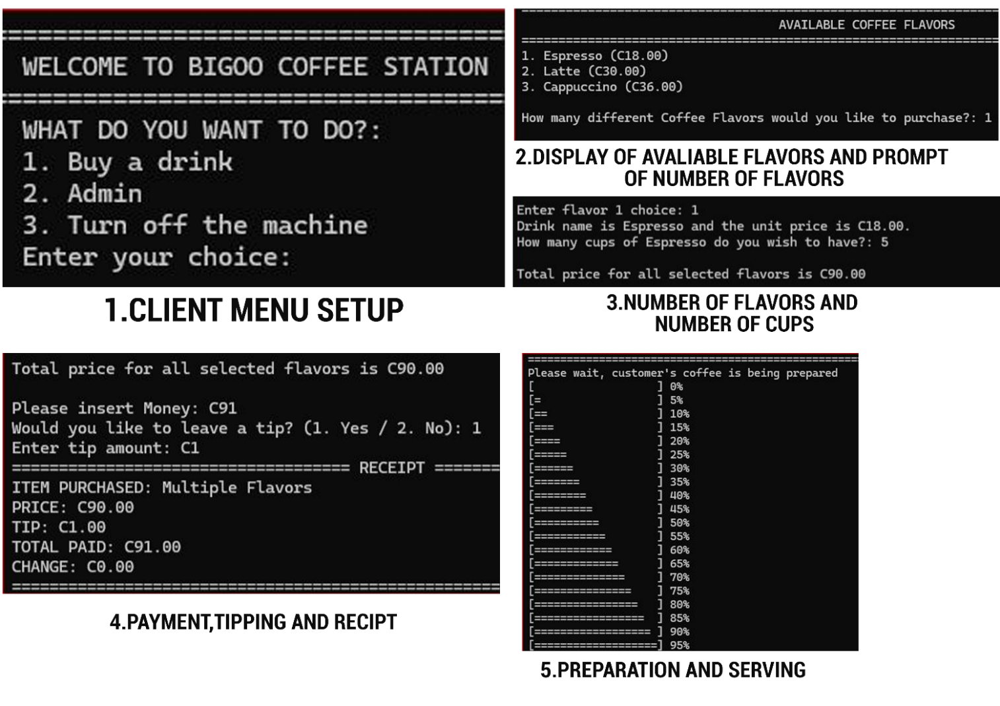 WELCOME TO BIGOO COFFEE STATION
WHAT DO YOU WANT TO DO?:
1. Buy a drink
2. Admin
3. Turn off the machine
Enter your choice:
1.CLIENT MENU SETUP
AVAILABLE COFFEE FLAVORS
1. Espresso (C18.00)
2. Latte (C30.00)
3. Cappuccino (C36.00)
How many different Coffee Flavors would you like to purchase?: 1
2.DISPLAY OF AVALIABLE FLAVORS AND PROMPT
OF NUMBER OF FLAVORS
Enter flavor 1 choice: 1
Drink name is Espresso and the unit price is C18.00.
How many cups of Espresso do you wish to have?: 5
Total price for all selected flavors is C90.00
3.NUMBER OF FLAVORS AND
NUMBER OF CUPS
Total price for all selected flavors is C90.00
Please insert Money: C91
Would you like to leave a tip? (1. Yes / 2. No): 1
Enter tip amount: C1
==================================== RECEIPT =======
ITEM PURCHASED: Multiple Flavors
PRICE: C90.00
TIP: C1.00
TOTAL PAID: C91.00
CHANGE: C0.00
4.PAYMENT,TIPPING AND RECIPT
Please wait, customer's coffee is being prepared
[                   ] 0%
[=                  ] 5%
[==                 ] 10%
[===                ] 15%
[====               ] 20%
[=====              ] 25%
[======             ] 30%
[=======            ] 35%
[========           ] 40%
[=========          ] 45%
[==========         ] 50%
[===========        ] 55%
[============       ] 60%
[=============      ] 65%
[==============     ] 70%
[===============    ] 75%
[================   ] 80%
[=================  ] 85%
[================== ] 90%
[===================] 95%
5.PREPARATION AND SERVING